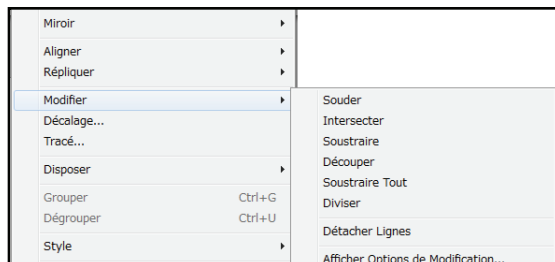 Miroir
Aligner
Répliquer
Modifier
Décalage...
Tracé...
Disposer
Grouper Ctrl+G
Dégrouper Ctrl+U
Style
Souder
Intersecter
Soustraire
Découper
Soustraire Tout
Diviser
Détacher Lignes
Afficher Options de Modification...